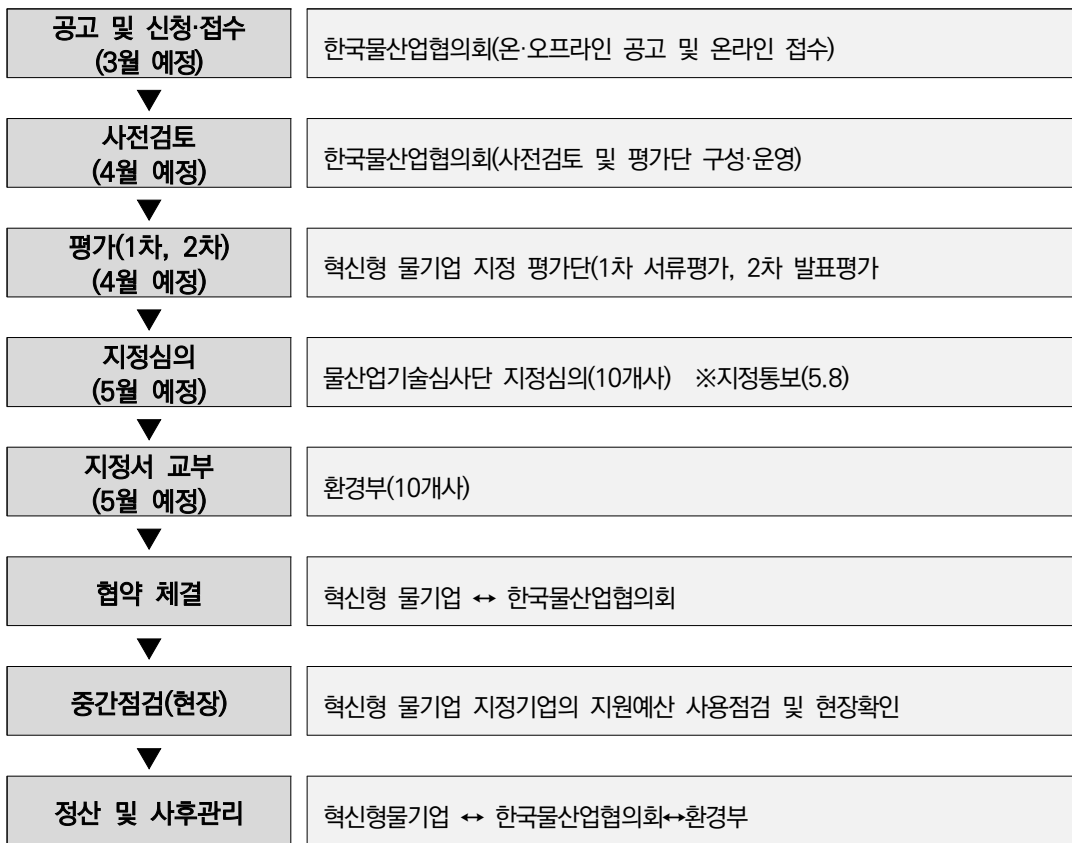 공고 및 신청·접수
(3월 예정)
한국물산업협의회(온·오프라인 공고 및 온라인 접수)
▼
사전검토
(4월 예정)
한국물산업협의회(사전검토 및 평가단 구성·운영)
▼
평가(1차, 2차)
(4월 예정)
혁신형 물기업 지정 평가단(1차 서류평가, 2차 발표평가
▼
지정심의
(5월 예정)
물산업기술심사단 지정심의(10개사) ※지정통보(5.8)
▼
지정서 교부
(5월 예정)
환경부(10개사)
▼
협약 체결
혁신형 물기업 ↔ 한국물산업협의회
▼
중간점검(현장)
혁신형 물기업 지정기업의 지원예산 사용점검 및 현장확인
▼
정산 및 사후관리
혁신형물기업 ↔ 한국물산업협의회↔환경부